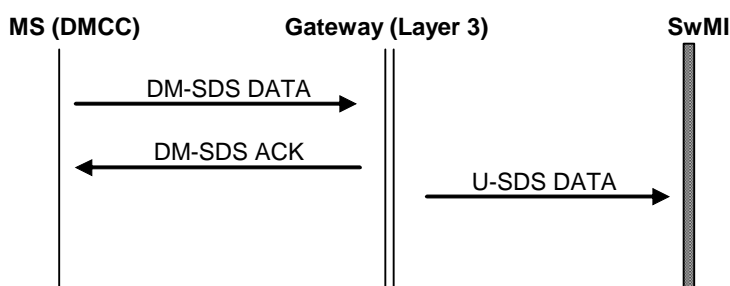 MS (DMCC) Gateway (Layer 3) SwMI
DM-SDS DATA
DM-SDS ACK
U-SDS DATA